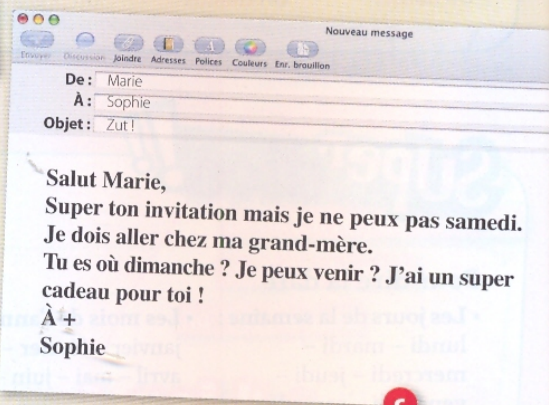 Nouveau message
Envoyer Discussion Joindre Adresses Polices Couleurs Enr. brouillon
De : Marie
À : Sophie
Objet : Zut !
Salut Marie,
Super ton invitation mais je ne peux pas samedi.
Je dois aller chez ma grand-mère.
Tu es où dimanche ? Je peux venir ? J'ai un super
cadeau pour toi !
À +
Sophie